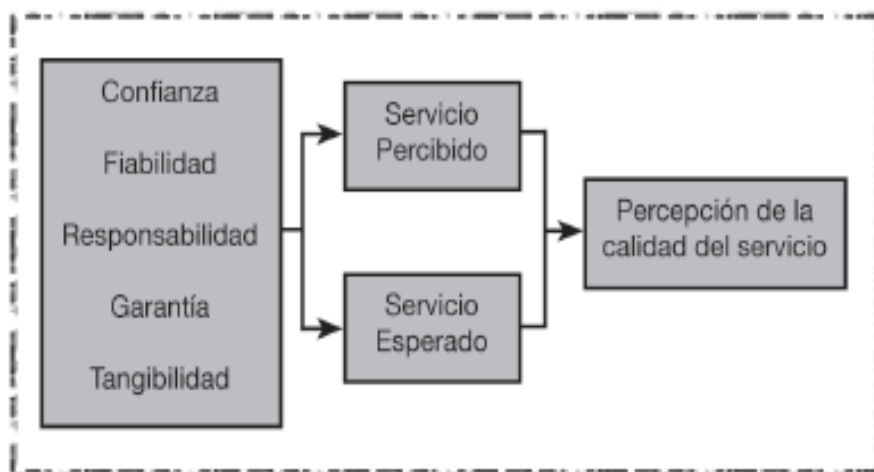 Confianza
Fiabilidad
Responsabilidad
Garantía
Tangibilidad
Servicio
Percibido
Servicio
Esperado
Percepción de la
calidad del servicio